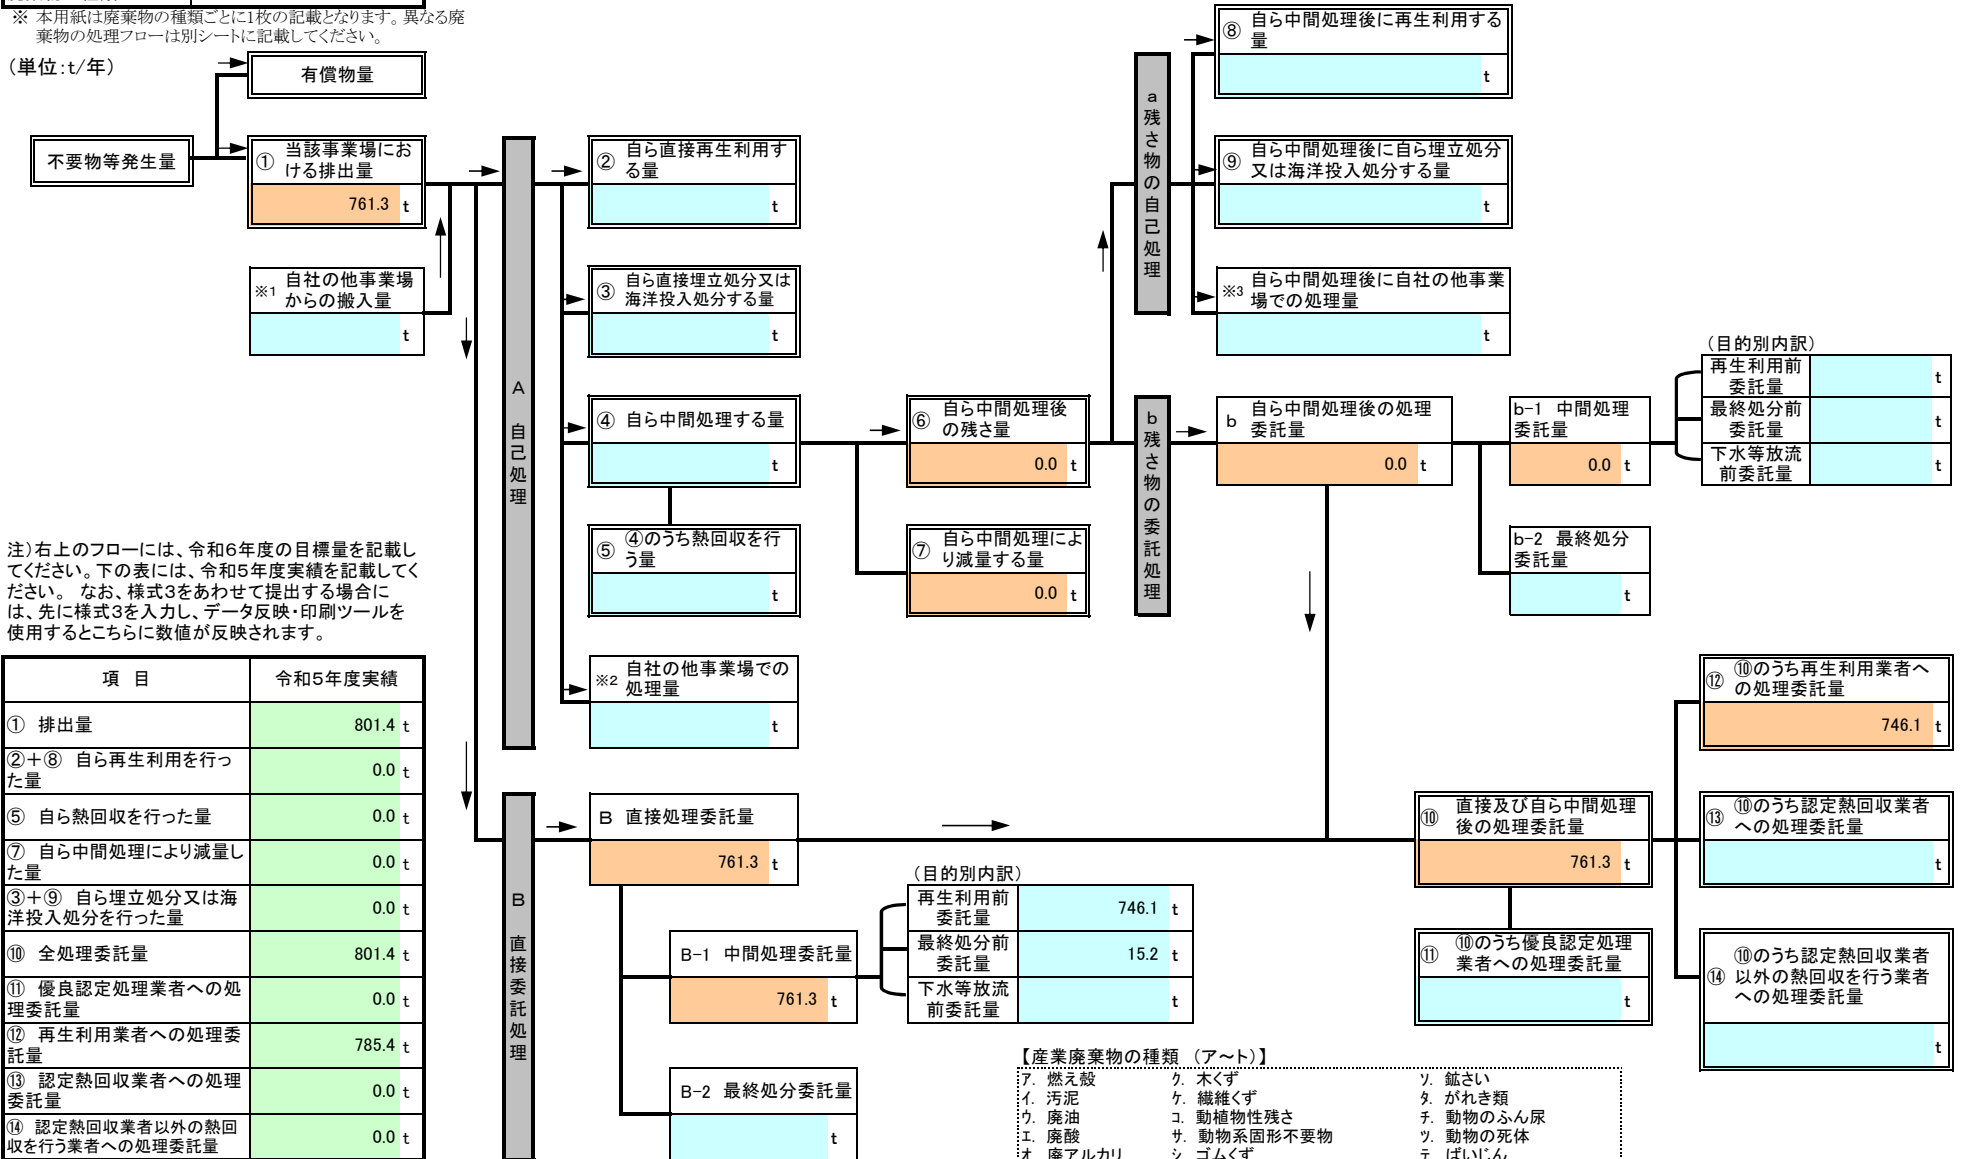 ※ 本用紙は廃棄物の種類ごとに1枚の記載となります。異なる廃
棄物の処理フローは別シートに記載してください。
（単位：t/年）
有償物量
不要物等発生量
① 当該事業場にお
ける排出量
761.3 t
※1 自社の他事業場
からの搬入量
t
A 自己処理
② 自ら直接再生利用す
る量
t
③ 自ら直接埋立処分又は
海洋投入処分する量
t
④ 自ら中間処理する量
t
⑤ ④のうち熱回収を行
う量
t
※2 自社の他事業場での
処理量
t
⑥ 自ら中間処理後
の残さ量
0.0 t
⑦ 自ら中間処理によ
り減量する量
0.0 t
a 残さ物の自己処理
⑧ 自ら中間処理後に再生利用する
量
t
⑨ 自ら中間処理後に自ら埋立処分
又は海洋投入処分する量
t
※3 自ら中間処理後に自社の他事業
場での処理量
t
b 残さ物の委託処理
b 自ら中間処理後の処理
委託量
0.0 t
b-1 中間処理
委託量
0.0 t
（目的別内訳）
再生利用前
委託量
t
最終処分前
委託量
t
下水等放流
前委託量
t
b-2 最終処分
委託量
t
注）右上のフローには、令和６年度の目標量を記載し
てください。下の表には、令和５年度実績を記載してく
ださい。 なお、様式３をあわせて提出する場合に
は、先に様式３を入力し、データ反映・印刷ツールを
使用するとこちらに数値が反映されます。
項 目 令和５年度実績
① 排出量 801.4 t
②＋⑧ 自ら再生利用を行っ
た量 0.0 t
⑤ 自ら熱回収を行った量 0.0 t
⑦ 自ら中間処理により減量し
た量 0.0 t
③＋⑨ 自ら埋立処分又は海
洋投入処分を行った量 0.0 t
⑩ 全処理委託量 801.4 t
⑪ 優良認定処理業者への処
理委託量 0.0 t
⑫ 再生利用業者への処理委
託量 785.4 t
⑬ 認定熱回収業者への処理
委託量 0.0 t
⑭ 認定熱回収業者以外の熱回
収を行う業者への処理委託量 0.0 t
B 直接委託処理
B 直接処理委託量
761.3 t
B-1 中間処理委託量
761.3 t
（目的別内訳）
再生利用前
委託量
746.1 t
最終処分前
委託量
15.2 t
下水等放流
前委託量
t
B-2 最終処分委託量
t
⑩ 直接及び自ら中間処理
後の処理委託量
761.3 t
⑪ ⑩のうち優良認定処理
業者への処理委託量
t
⑫ ⑩のうち再生利用業者へ
の処理委託量
746.1 t
⑬ ⑩のうち認定熱回収業者
への処理委託量
t
⑭ ⑩のうち認定熱回収業者
以外の熱回収を行う業者
への処理委託量
t
【産業廃棄物の種類 （ア～ト）】
ア. 燃え殻 ク. 木くず ソ. 鉱さい
イ. 汚泥 ケ. 繊維くず タ. がれき類
ウ. 廃油 コ. 動植物性残さ チ. 動物のふん尿
エ. 廃酸 サ. 動物系固形不要物 ツ. 動物の死体
オ. 廃アルカリ シ. ゴムくず テ. ばいじん